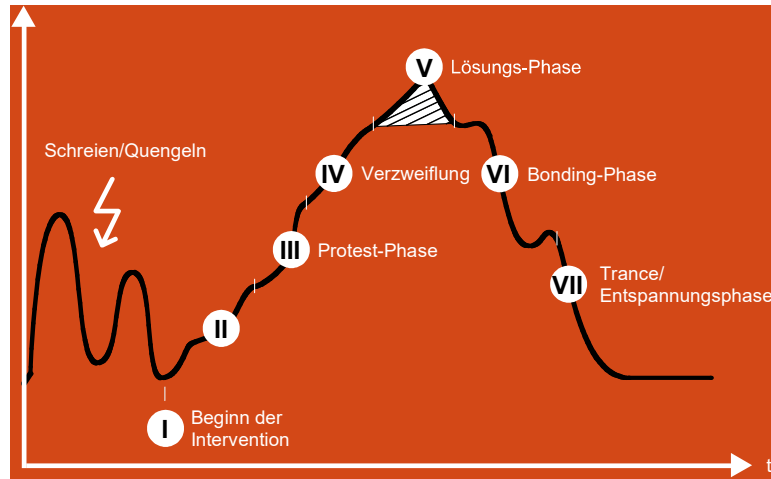 V
Lösungs-Phase
Schreien/Quengeln
IV
Verzweiflung
VI
Bonding-Phase
III
Protest-Phase
VII
Trance/
Entspannungsphase
II
I
Beginn der
Intervention
t